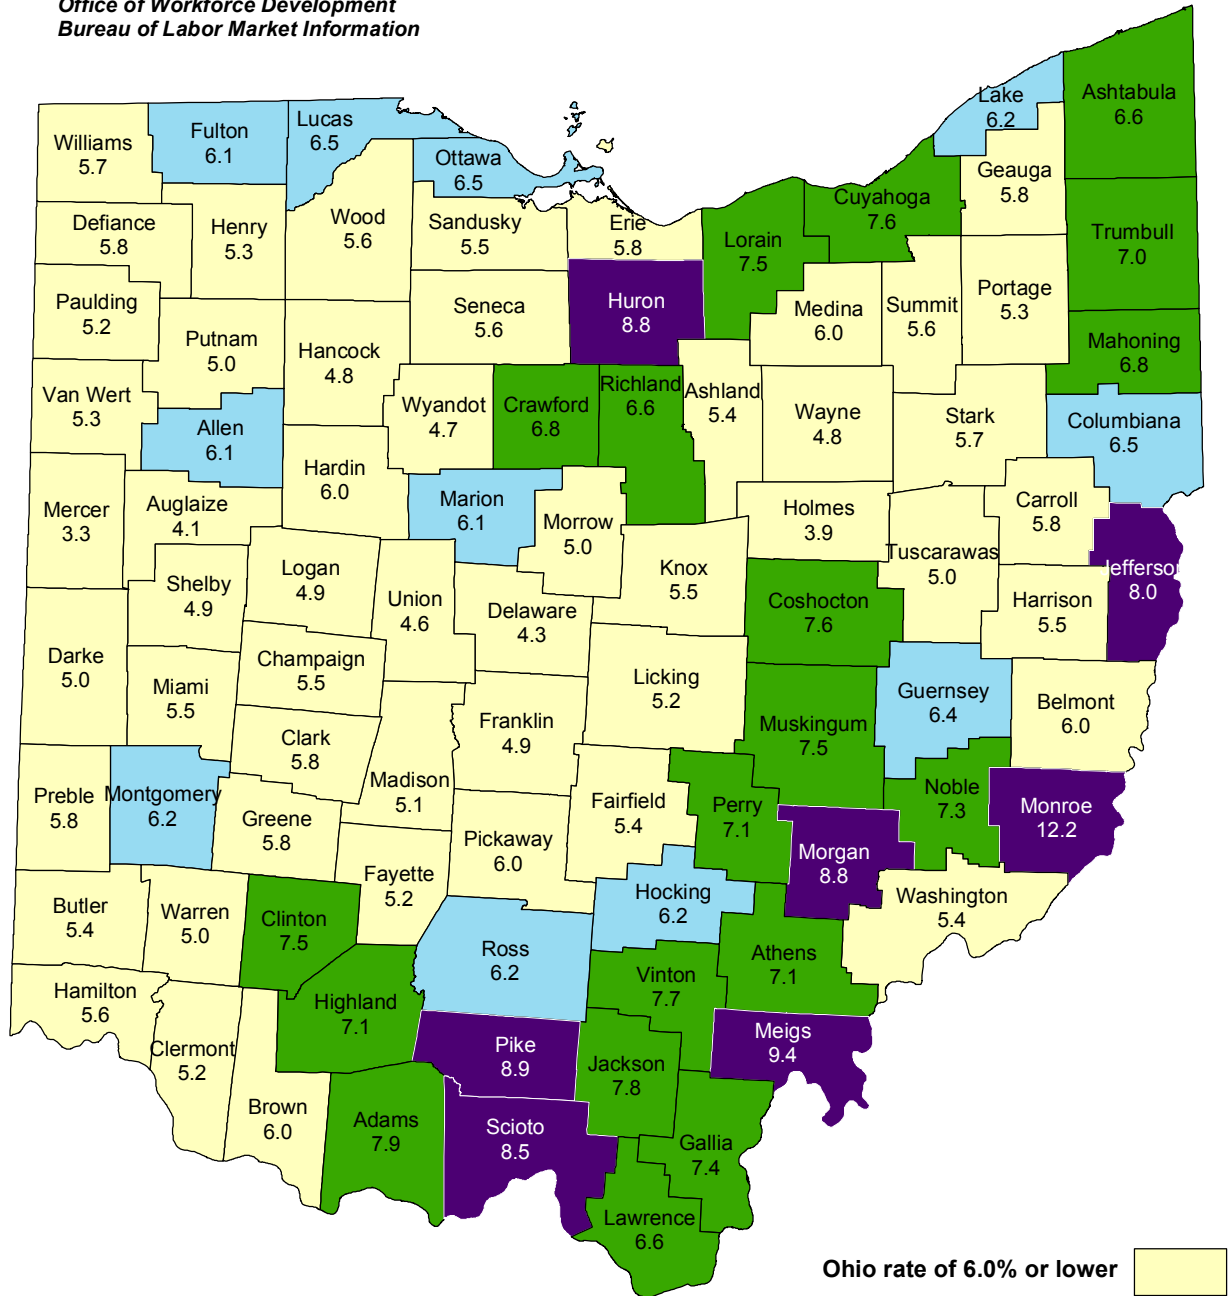 Office of Workforce Development
Bureau of Labor Market Information
Lake
6.2
Ashtabula
6.6
Williams
5.7
Fulton
6.1
Lucas
6.5
Ottawa
6.5
Geauga
5.8
Cuyahoga
7.6
Defiance
5.8
Henry
5.3
Wood
5.6
Sandusky
5.5
Erie
5.8
Lorain
7.5
Trumbull
7.0
Paulding
5.2
Putnam
5.0
Hancock
4.8
Seneca
5.6
Huron
8.8
Medina
6.0
Summit
5.6
Portage
5.3
Mahoning
6.8
Van Wert
5.3
Allen
6.1
Wyandot
4.7
Crawford
6.8
Richland
6.6
Ashland
5.4
Wayne
4.8
Stark
5.7
Columbiana
6.5
Mercer
3.3
Auglaize
4.1
Hardin
6.0
Marion
6.1
Morrow
5.0
Holmes
3.9
Tuscarawas
5.0
Carroll
5.8
Jefferson
8.0
Shelby
4.9
Logan
4.9
Union
4.6
Delaware
4.3
Knox
5.5
Coshocton
7.6
Harrison
5.5
Darke
5.0
Miami
5.5
Champaign
5.5
Licking
5.2
Muskingum
7.5
Guernsey
6.4
Belmont
6.0
Clark
5.8
Franklin
4.9
Madison
5.1
Preble
5.8
Montgomery
6.2
Greene
5.8
Pickaway
6.0
Fairfield
5.4
Perry
7.1
Noble
7.3
Monroe
12.2
Morgan
8.8
Fayette
5.2
Hocking
6.2
Washington
5.4
Butler
5.4
Warren
5.0
Clinton
7.5
Ross
6.2
Athens
7.1
Vinton
7.7
Hamilton
5.6
Highland
7.1
Clermont
5.2
Pike
8.9
Meigs
9.4
Jackson
7.8
Brown
6.0
Adams
7.9
Scioto
8.5
Gallia
7.4
Lawrence
6.6
Ohio rate of 6.0% or lower